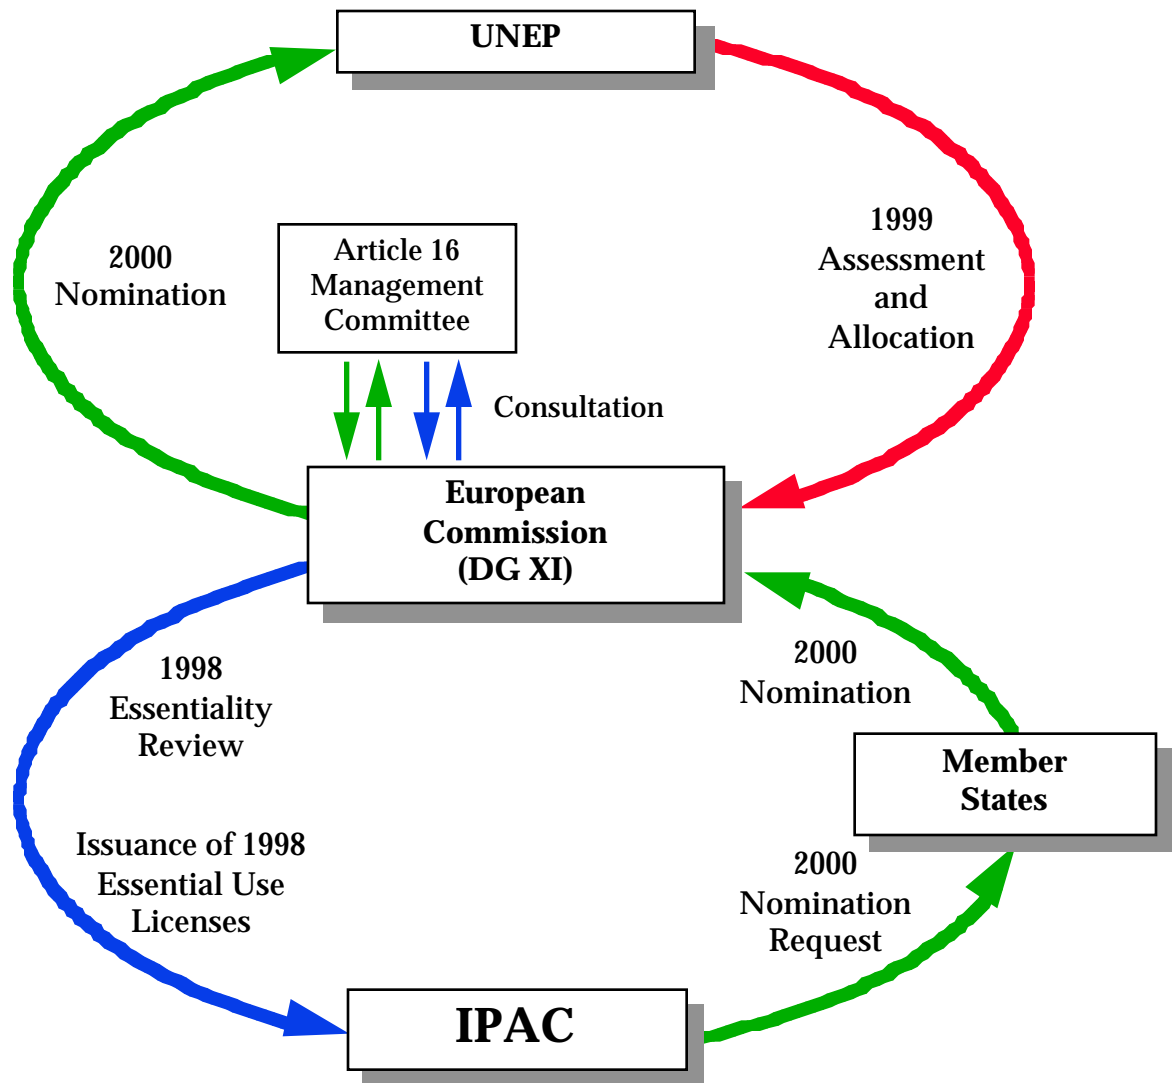 UNEP
2000
Nomination
Article 16
Management
Committee
1999
Assessment
and
Allocation
Consultation
European
Commission
(DG XI)
1998
Essentiality
Review
2000
Nomination
Member
States
Issuance of 1998
Essential Use
Licenses
2000
Nomination
Request
IPAC